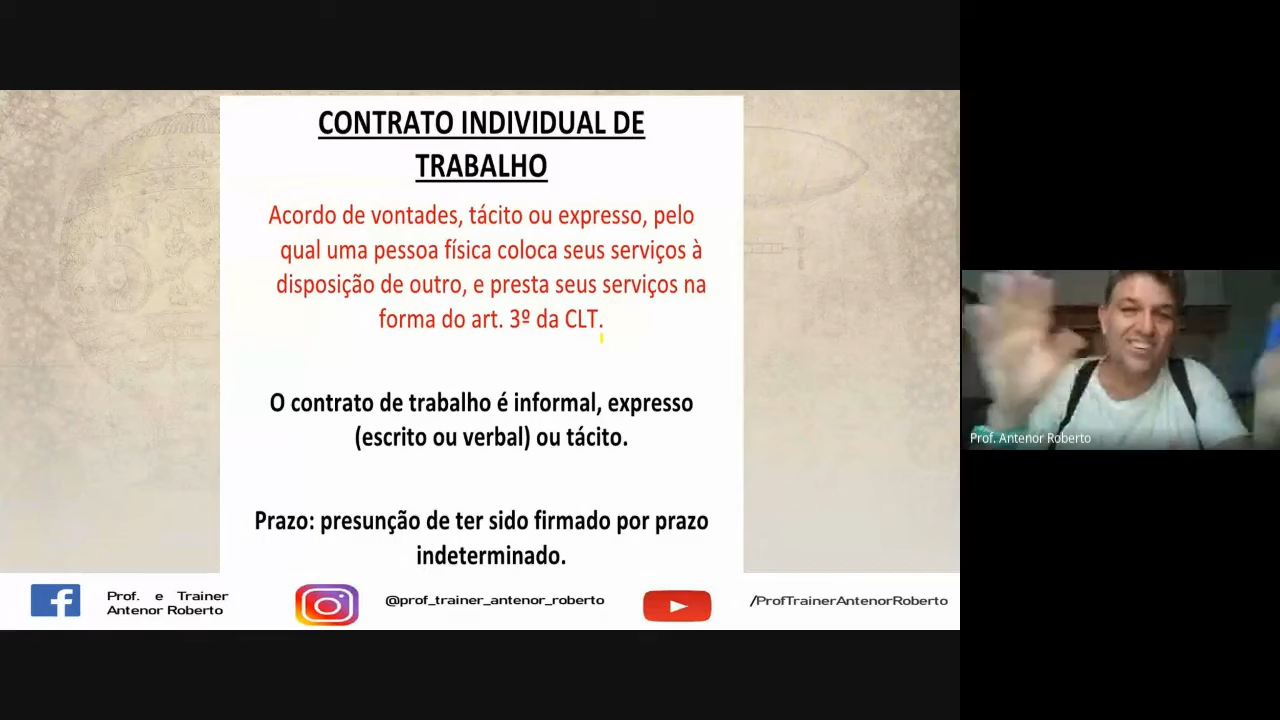 CONTRATO INDIVIDUAL DE
TRABALHO
Acordo de vontades, tácito ou expresso, pelo
qual uma pessoa física coloca seus serviços à
disposição de outro, e presta seus serviços na
forma do art. 3º da CLT.
O contrato de trabalho é informal, expresso
(escrito ou verbal) ou tácito.
Prazo: presunção de ter sido firmado por prazo
indeterminado.
Prof. e Trainer
Antenor Roberto
@prof_trainer_antenor_roberto
/ProfTrainerAntenorRoberto
Prof. Antenor Roberto